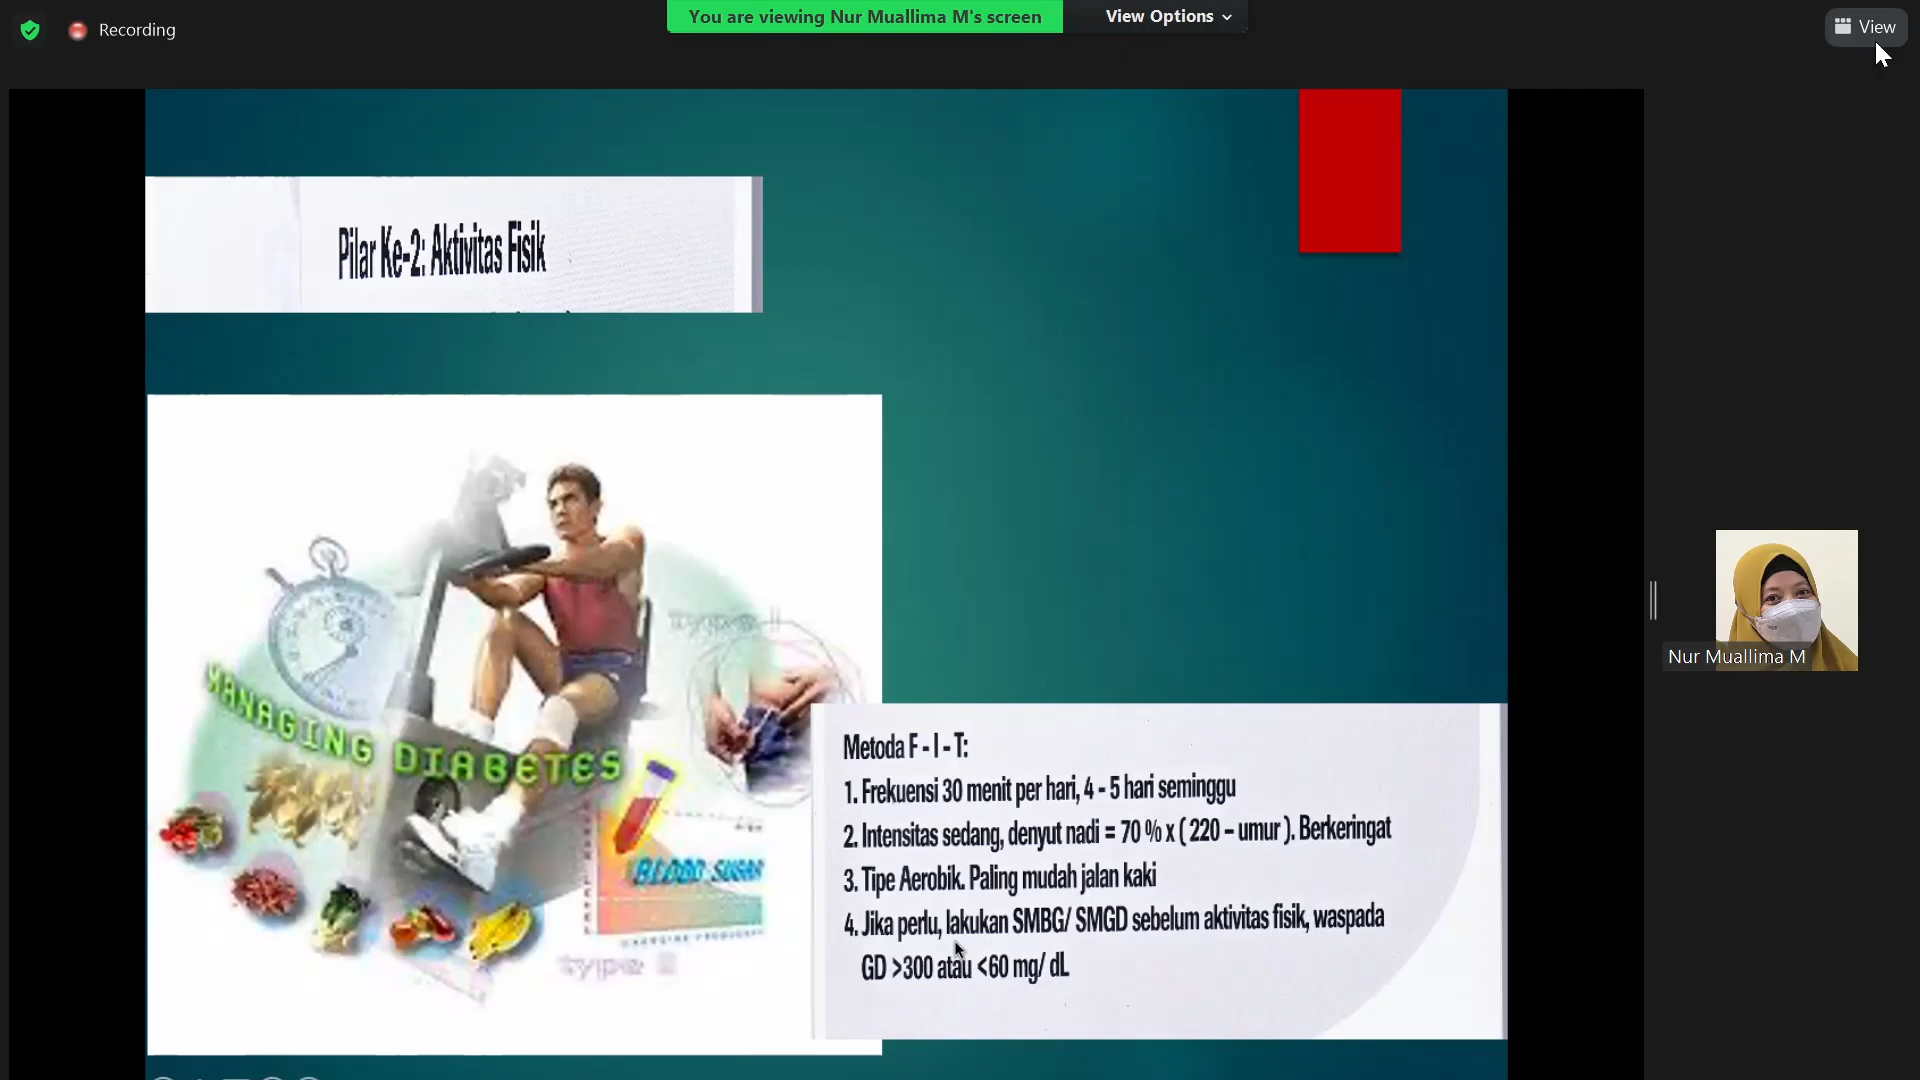 You are viewing Nur Muallima M's screen
View Options
Recording
View
Pilar Ke-2: Aktivitas Fisik
type II
MANAGING DIABETES
BLOOD SUGAR
type II
Metoda F - I - T:
1. Frekuensi 30 menit per hari, 4 - 5 hari seminggu
2. Intensitas sedang, denyut nadi = 70 % x ( 220 – umur ). Berkeringat
3. Tipe Aerobik. Paling mudah jalan kaki
4. Jika perlu, lakukan SMBG/ SMGD sebelum aktivitas fisik, waspada
GD >300 atau <60 mg/ dL
Nur Muallima M